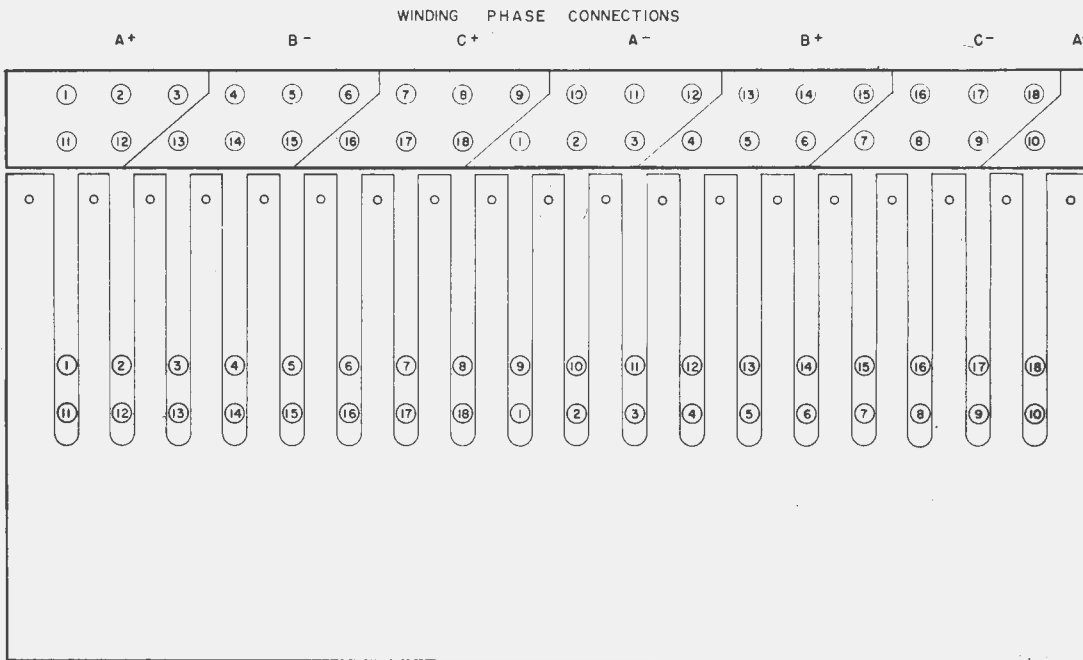 WINDING PHASE CONNECTIONS
A+ B- C+ A- B+ C- A
1 2 3 4 5 6 7 8 9 10 11 12 13 14 15 16 17 18
11 12 13 14 15 16 17 18 1 2 3 4 5 6 7 8 9 10
1 2 3 4 5 6 7 8 9 10 11 12 13 14 15 16 17 18
11 12 13 14 15 16 17 18 1 2 3 4 5 6 7 8 9 10